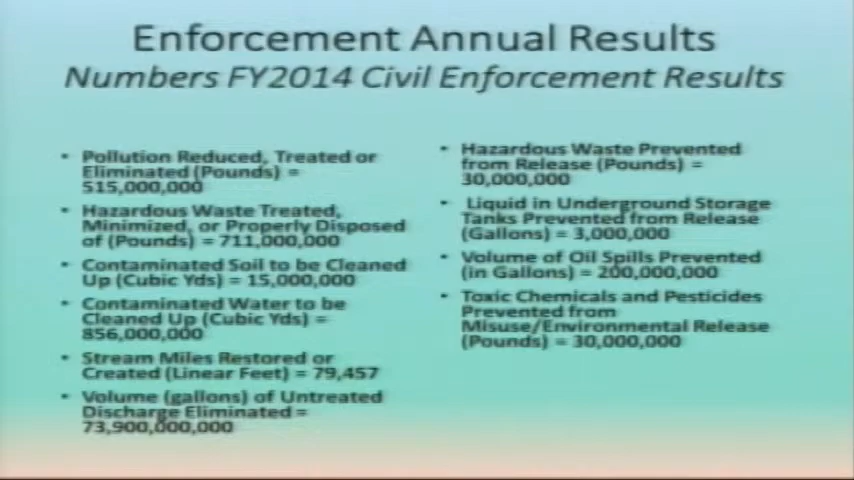 Enforcement Annual Results
Numbers FY2014 Civil Enforcement Results
• Pollution Reduced, Treated or
Eliminated (Pounds) =
515,000,000
• Hazardous Waste Treated,
Minimized, or Properly Disposed
of (Pounds) = 711,000,000
• Contaminated Soil to be Cleaned
Up (Cubic Yds) = 15,000,000
• Contaminated Water to be
Cleaned Up (Cubic Yds) =
856,000,000
• Stream Miles Restored or
Created (Linear Feet) = 79,457
• Volume (gallons) of Untreated
Discharge Eliminated =
73,900,000,000
• Hazardous Waste Prevented
from Release (Pounds) =
30,000,000
• Liquid in Underground Storage
Tanks Prevented from Release
(Gallons) = 3,000,000
• Volume of Oil Spills Prevented
(in Gallons) = 200,000,000
• Toxic Chemicals and Pesticides
Prevented from
Misuse/Environmental Release
(Pounds) = 30,000,000